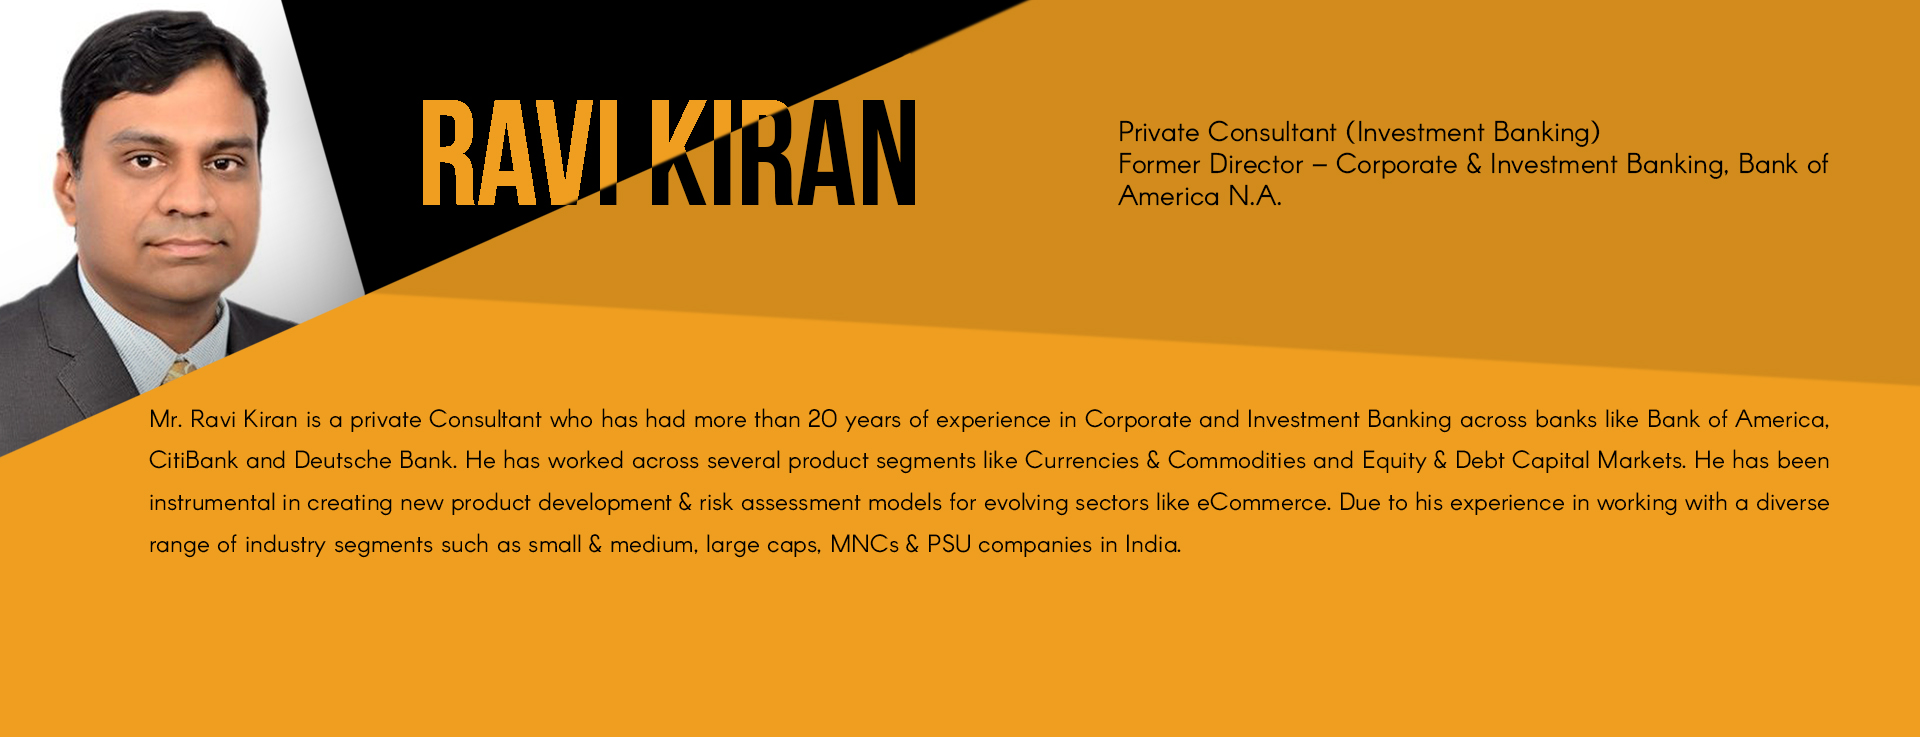 RAVI KIRAN
Private Consultant (Investment Banking)
Former Director – Corporate & Investment Banking, Bank of
America N.A.
Mr. Ravi Kiran is a private Consultant who has had more than 20 years of experience in Corporate and Investment Banking across banks like Bank of America,
CitiBank and Deutsche Bank. He has worked across several product segments like Currencies & Commodities and Equity & Debt Capital Markets. He has been
instrumental in creating new product development & risk assessment models for evolving sectors like eCommerce. Due to his experience in working with a diverse
range of industry segments such as small & medium, large caps, MNCs & PSU companies in India.